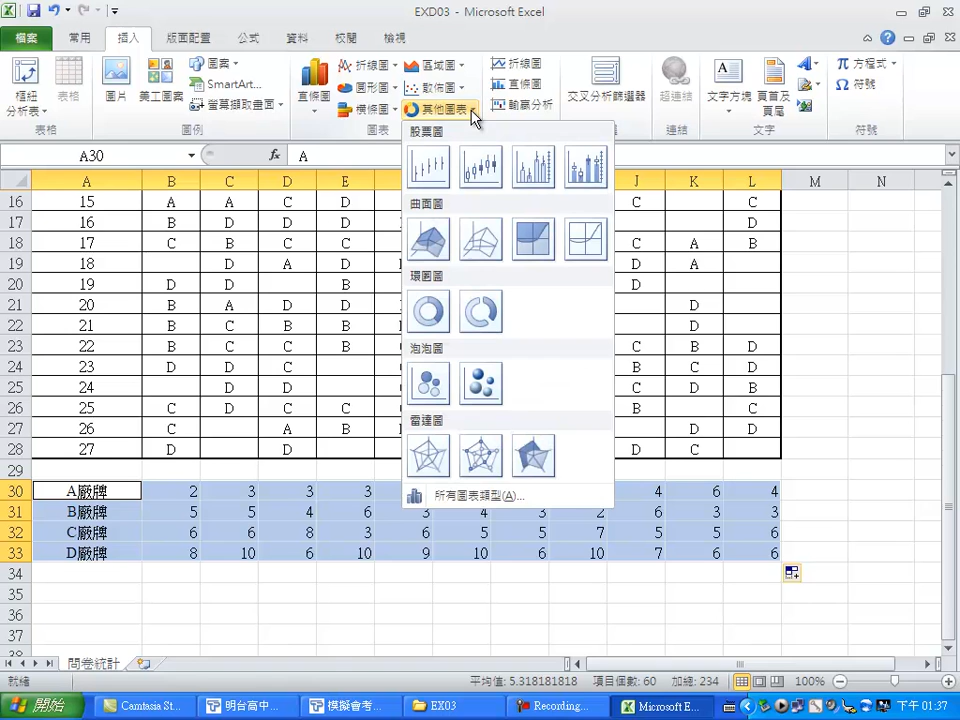 EXD03 - Microsoft Excel
檔案 常用 插入 版面配置 公式 資料 校閱 檢視
樞紐分析表 表格 圖片 美工圖案 圖案 SmartArt... 螢幕擷取畫面 直條圖 折線圖 圓形圖 橫條圖 區域圖 散佈圖 其他圖表 折線圖 直條圖 輸贏分析 交叉分析篩選器 超連結 文字方塊 頁首及頁尾 方程式 符號
表格 圖例 圖表 連結 文字 符號
A30 fx A
A B C D E J K L M N
16 15 A A C D C C
17 16 B D D D D
18 17 C B C C C A B
19 18 D A D D A
20 19 D D B D
21 20 B A D D D
22 21 B C B B D
23 22 B C C B C B D
24 23 D D C B C D
25 24 D D C D B
26 25 C D C C B C
27 26 C A B D D
28 27 D D D C
29
30 A廠牌 2 3 3 3 4 6 4
31 B廠牌 5 5 4 6 3 4 3 2 6 3 3
32 C廠牌 6 6 8 3 6 5 5 7 5 5 6
33 D廠牌 8 10 6 10 9 10 6 10 7 6 6
34
35
36
37
38
股票圖
曲面圖
環圈圖
泡泡圖
雷達圖
所有圖表類型(A)...
問卷統計
就緒 平均值: 5.318181818 項目個數: 60 加總: 234 100%
開始 Camtasia St... 明台高中... 模擬會考... EX03 Recording... Microsoft E... 下午 01:37